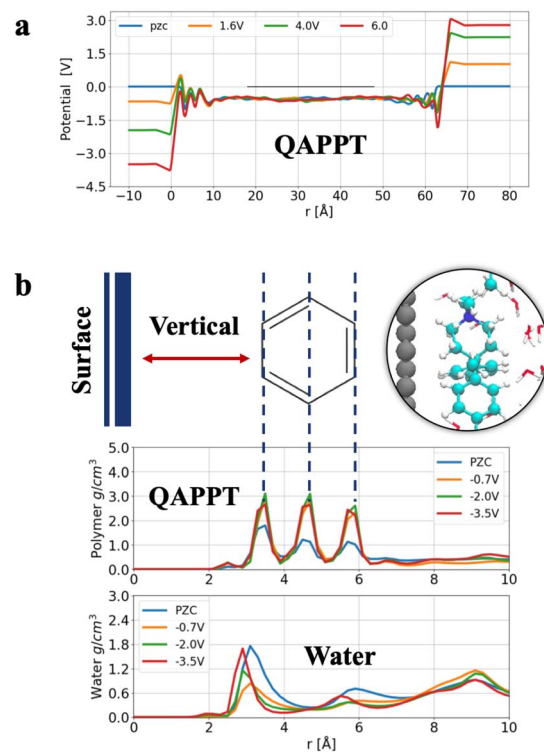 a
pzc 1.6V 4.0V 6.0
Potential [V]
3.0
1.5
0.0
-1.5
-3.0
-4.5
QAPPT
-10 0 10 20 30 40 50 60 70 80
r [Å]
b
Surface
Vertical
Polymer g/cm³
5.0
4.0
3.0
2.0
1.0
0.0
QAPPT
PZC
-0.7V
-2.0V
-3.5V
0 2 4 6 8 10
Water g/cm³
1.8
1.2
0.6
0.0
PZC
-0.7V
-2.0V
-3.5V
Water
0 2 4 6 8 10
r [Å]